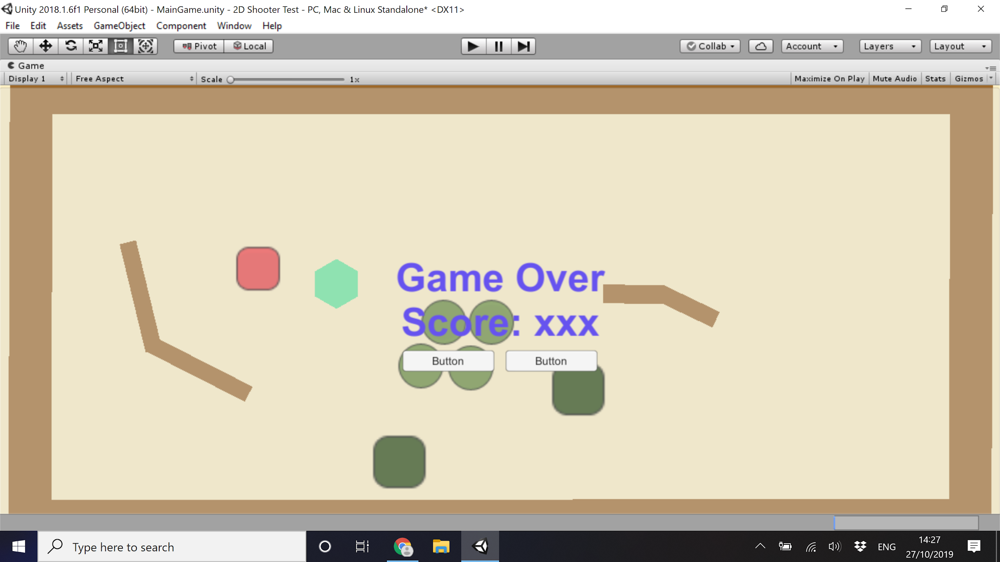 Unity 2018.1.6f1 Personal (64bit) - MainGame.unity - 2D Shooter Test - PC, Mac & Linux Standalone* <DX11>
File Edit Assets GameObject Component Window Help
Pivot Local Collab Account Layers Layout
Game
Display 1 Free Aspect Scale 1x Maximize On Play Mute Audio Stats Gizmos
Game Over
Score: xxx
Button Button
Type here to search
ENG
14:27
27/10/2019